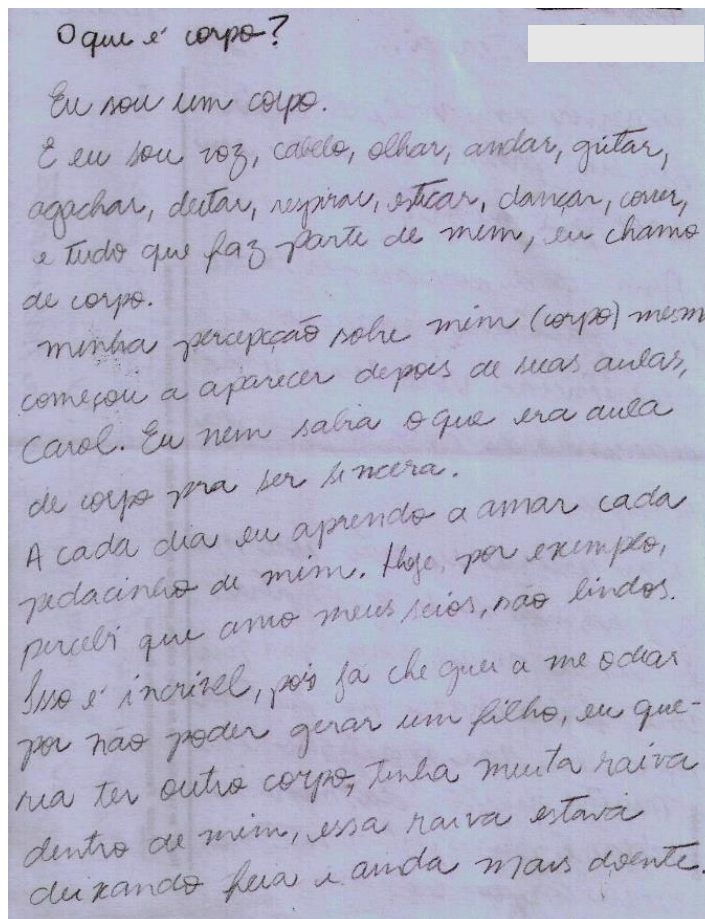 O que é corpo?
Eu sou um corpo.
E eu sou voz, cabelo, olhar, andar, gritar,
agachar, deitar, respirar, esticar, dançar, correr,
e tudo que faz parte de mim, eu chamo
de corpo.
minha percepção sobre mim (corpo) mesm
começou a aparecer depois de suas aulas,
Carol. Eu nem sabia o que era aula
de corpo pra ser sincera.
A cada dia eu aprendo a amar cada
pedacinho de mim. Hoje, por exemplo,
percebi que amo meus seios, são lindos.
Isso é incrível, pois já cheguei a me odiar
por não poder gerar um filho, eu que-
ria ter outro corpo, tinha muita raiva
dentro de mim, essa raiva estava
deixando feia e ainda mais doente.